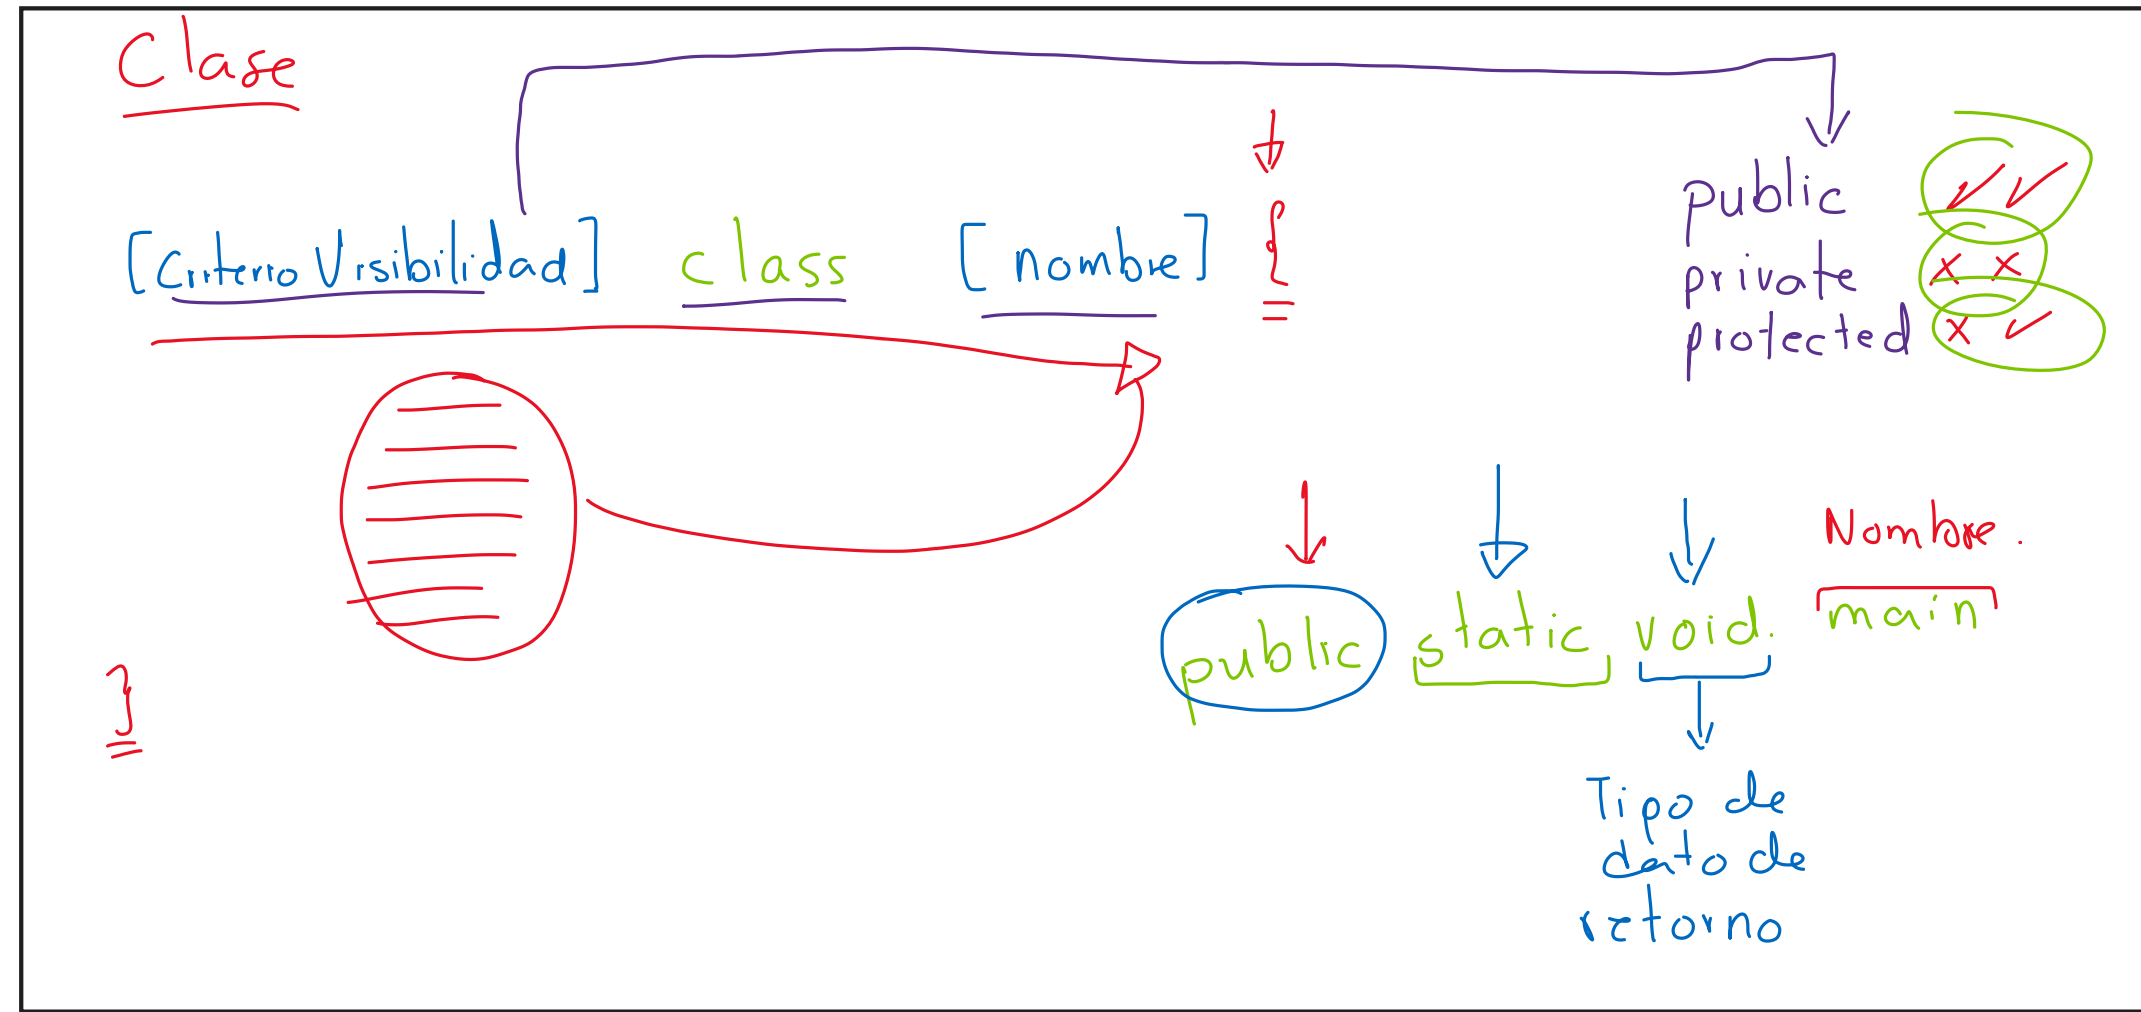 Clase
[Criterio Visibilidad] class [nombre] {
public
private
protected
}
Nombre.
public static void. main
Tipo de
dato de
retorno